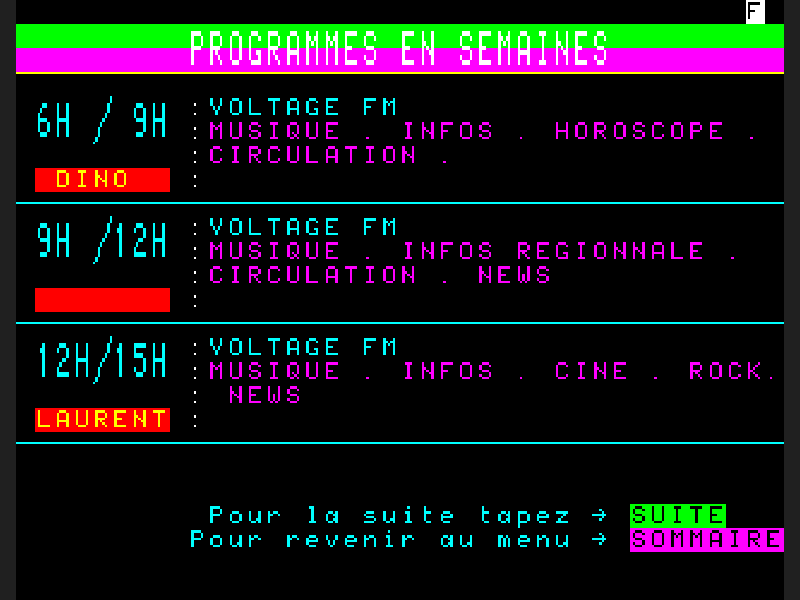 F
PROGRAMMES EN SEMAINES
6H / 9H
: VOLTAGE FM
: MUSIQUE . INFOS . HOROSCOPE .
: CIRCULATION .
DINO :
9H /12H
: VOLTAGE FM
: MUSIQUE . INFOS REGIONNALE .
: CIRCULATION . NEWS
:
12H/15H
: VOLTAGE FM
: MUSIQUE . INFOS . CINE . ROCK.
: NEWS
LAURENT :
Pour la suite tapez → SUITE
Pour revenir au menu → SOMMAIRE